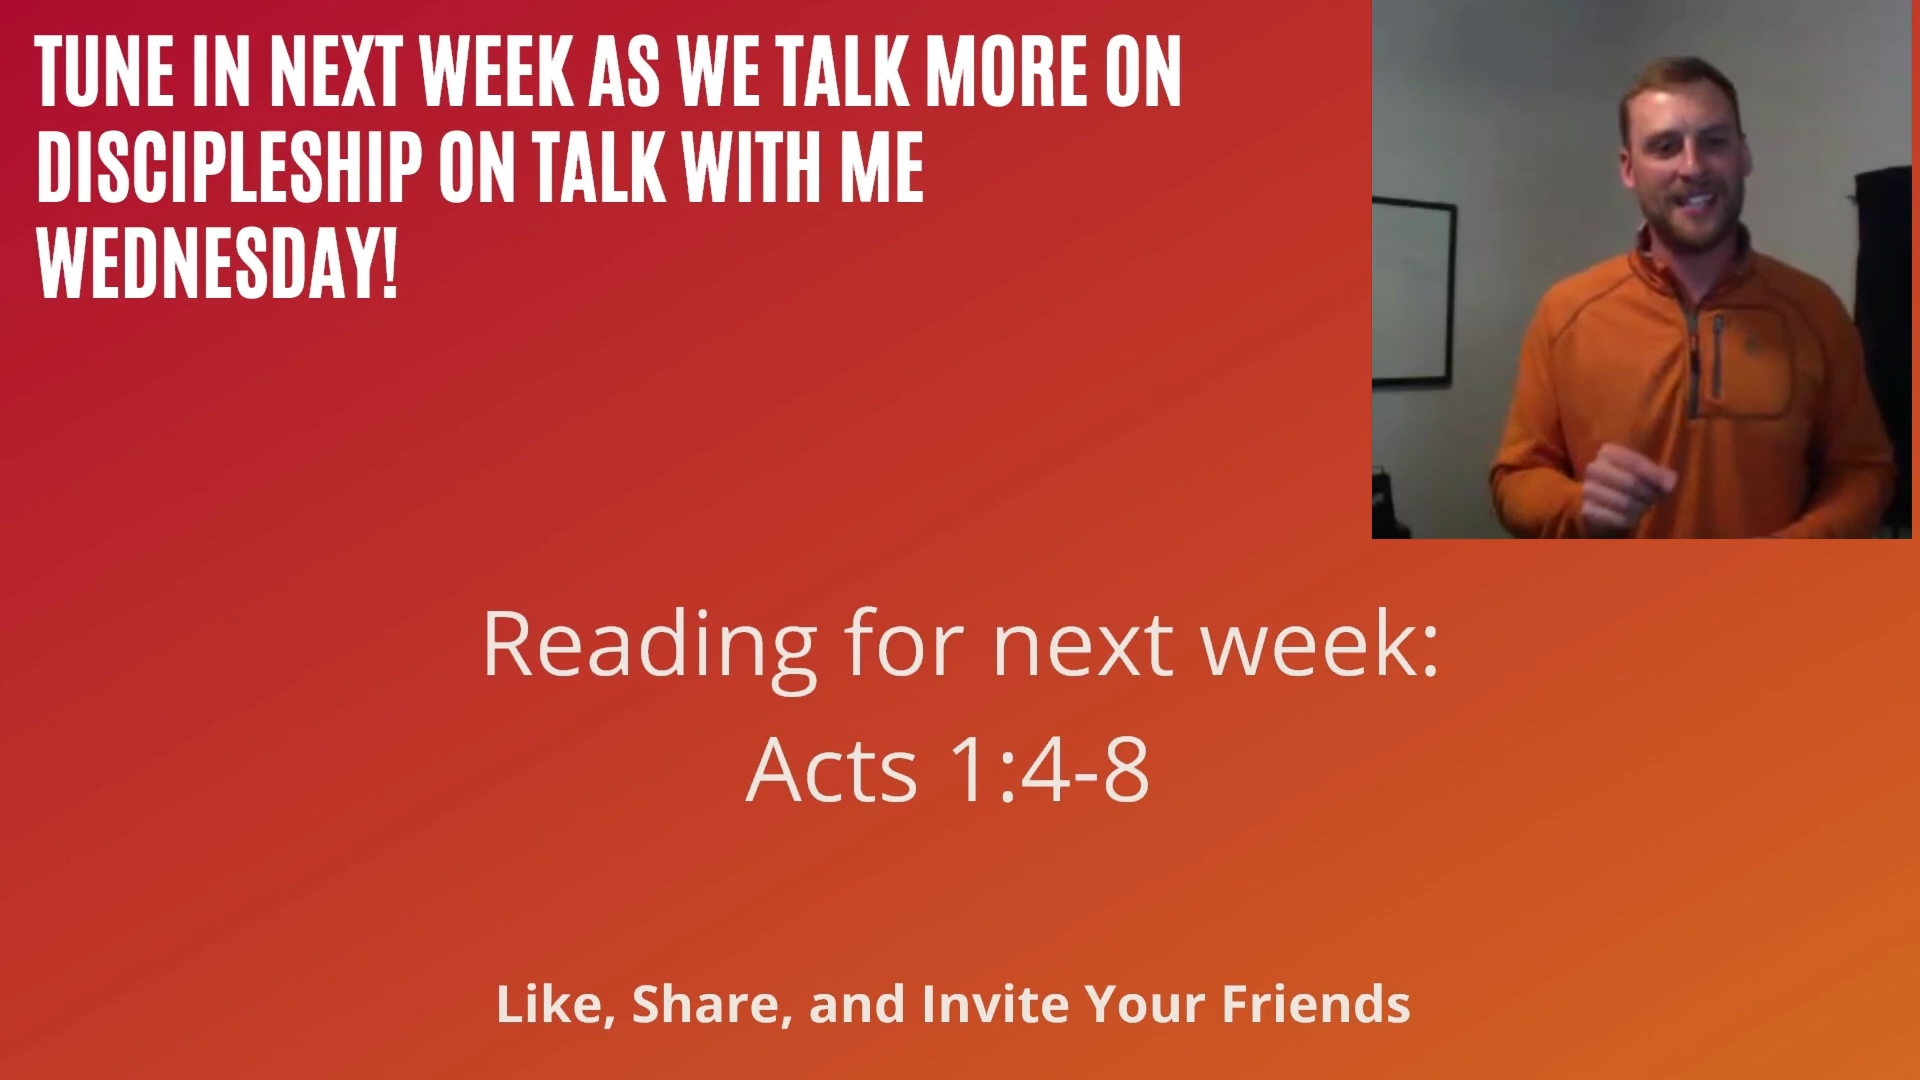 TUNE IN NEXT WEEK AS WE TALK MORE ON
DISCIPLESHIP ON TALK WITH ME
WEDNESDAY!
Reading for next week:
Acts 1:4-8
Like, Share, and Invite Your Friends